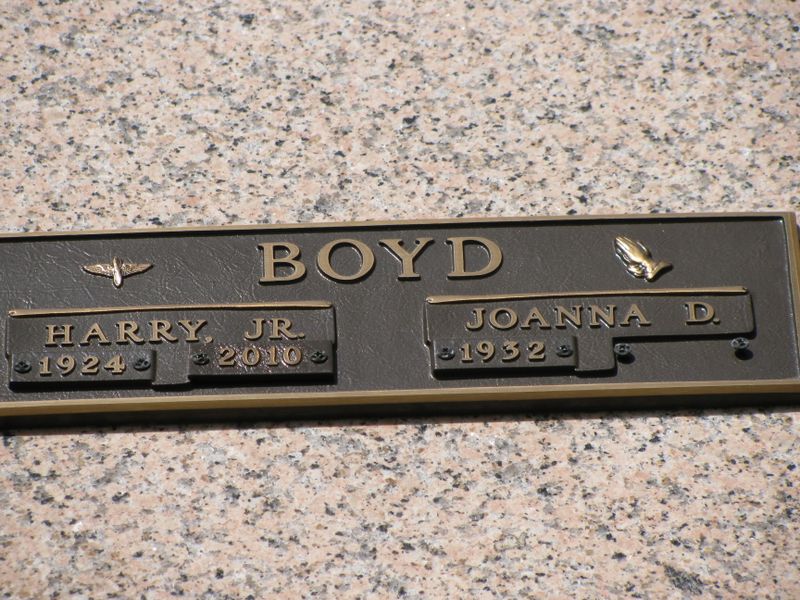 BOYD
HARRY, JR.
1924 2010
JOANNA D.
1932